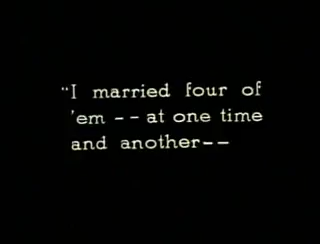 "I married four of
'em -- at one time
and another--